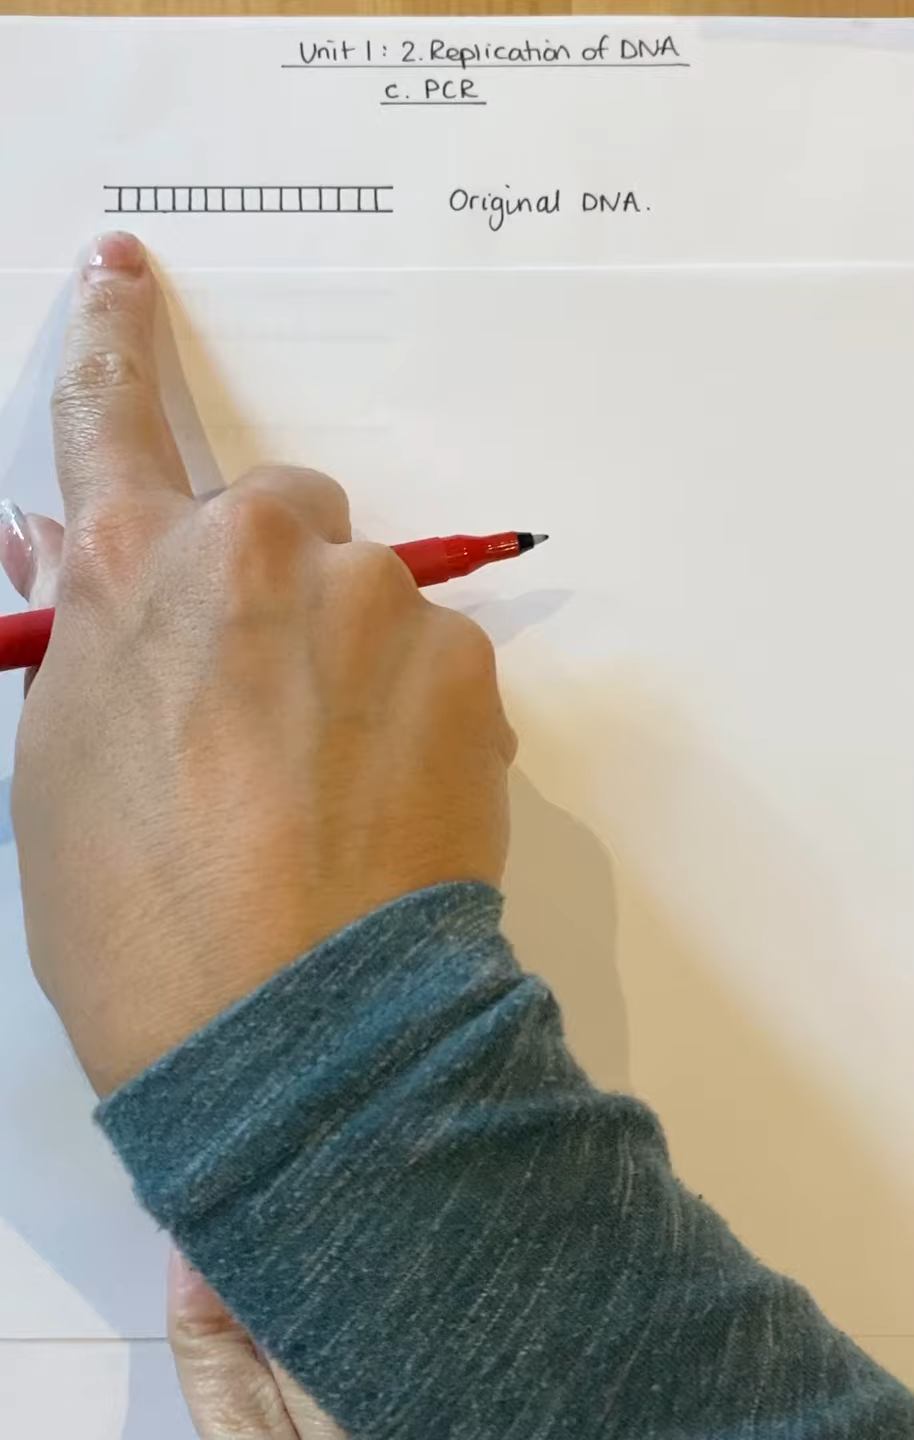 Unit 1: 2. Replication of DNA
c. PCR
Original DNA.